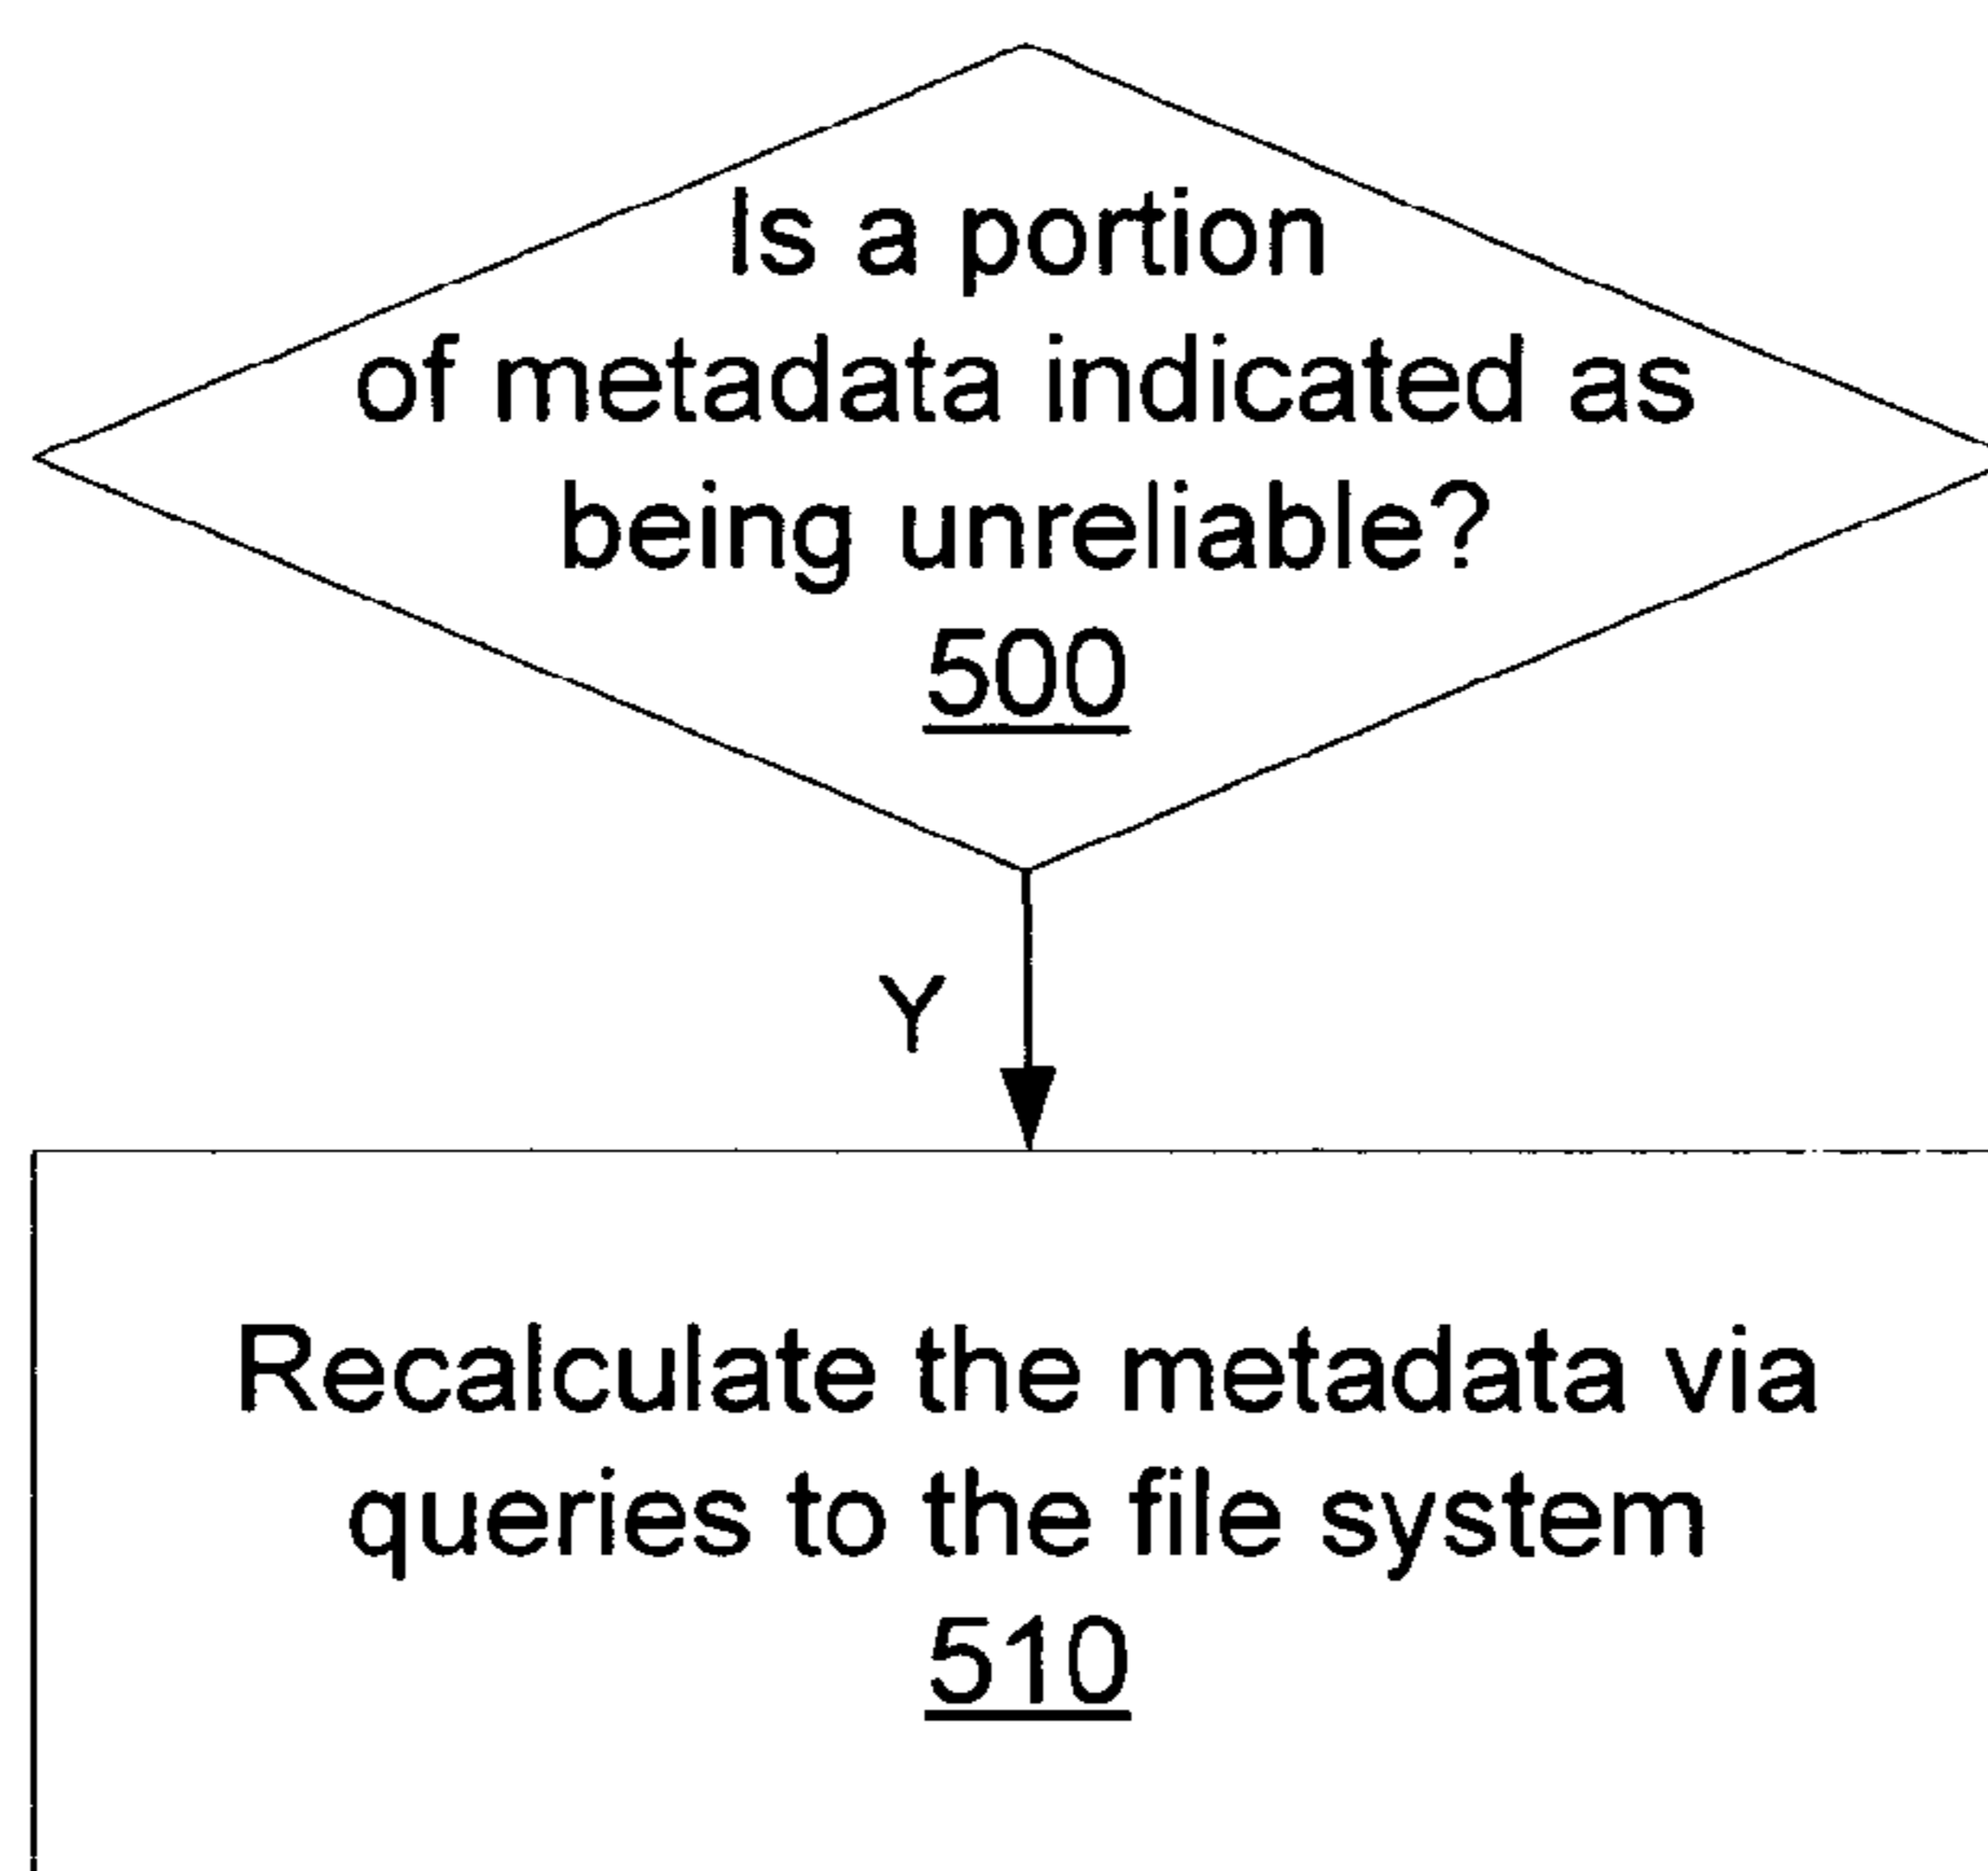 Is a portion
of metadata indicated as
being unreliable?
500
Y
Recalculate the metadata via
queries to the file system
510